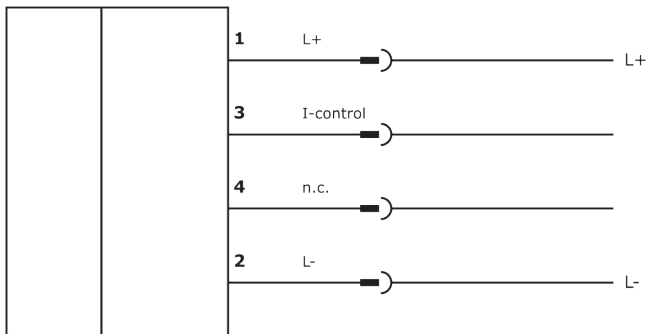 1 L+
L+
3 I-control
4 n.c.
2 L-
L-